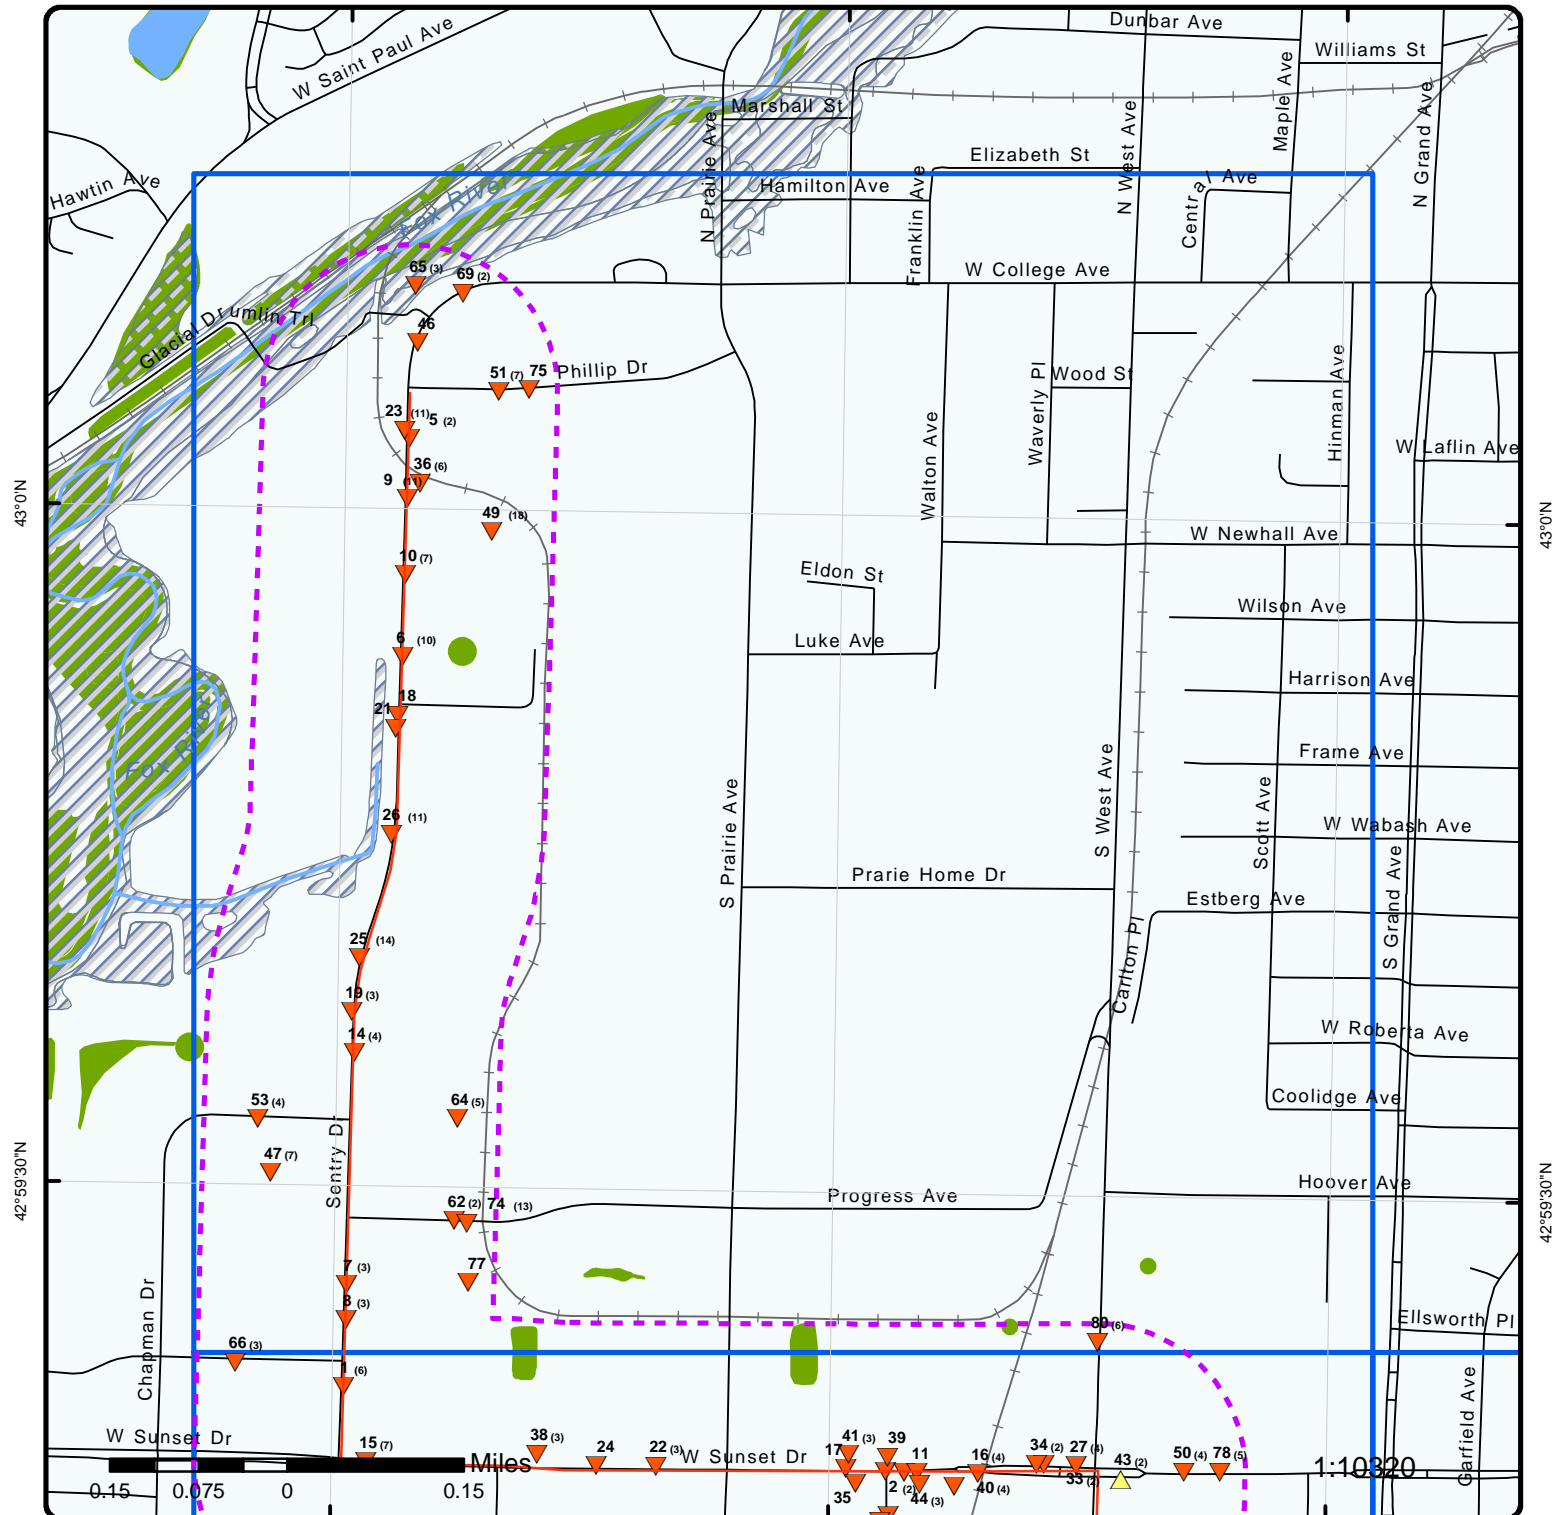 Dunbar Ave
Williams St
W Saint Paul Ave
Marshall St
N Prairie Ave
N West Ave
Maple Ave
N Grand Ave
Elizabeth St
Hawtin Ave
Hamilton Ave
Franklin Ave
Central Ave
Fox River
W College Ave
65 (3)
69 (2)
Glacial Drumlin Trl
46
51 (7)
75
Phillip Dr
Wood St
Waverly Pl
Hinman Ave
Walton Ave
23 (11)
5 (2)
W Laflin Ave
36 (6)
9 (11)
43°0'N
43°0'N
49 (18)
W Newhall Ave
10 (7)
Eldon St
Wilson Ave
6 (10)
Luke Ave
Harrison Ave
18
21
Fox River
Frame Ave
S West Ave
S Prairie Ave
Scott Ave
26 (11)
W Wabash Ave
Prarie Home Dr
Estberg Ave
S Grand Ave
25 (14)
Carlton Pl
19 (3)
14 (4)
W Roberta Ave
53 (4)
64 (5)
Coolidge Ave
Sentry Dr
47 (7)
42°59'30"N
42°59'30"N
Hoover Ave
62 (2)
74 (13)
Progress Ave
7 (3)
77
8 (3)
Chapman Dr
80 (6)
Ellsworth Pl
66 (3)
1 (6)
Garfield Ave
W Sunset Dr
15 (7)
38 (3)
24
22 (3)
W Sunset Dr
41 (3)
39
17
11
16 (4)
34 (2)
27 (4)
43 (2)
50 (4)
78 (5)
Miles
1:10320
33 (2)
35
2 (2)
44 (3)
40 (4)
0.15
0.075
0
0.15